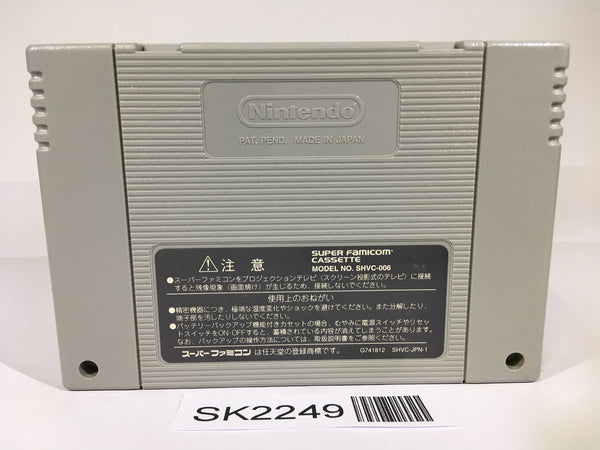 Nintendo
PAT. PEND. MADE IN JAPAN
⚠注意
SUPER FAMICOM™
CASSETTE
MODEL NO. SHVC-006
●スーパーファミコンをプロジェクションテレビ(スクリーン投影式のテレビ)に接続
すると残像現象(画面焼け)が生じるため、接続しないでください。
使用上のおねがい
●精密機器につき、極端な温度変化やショックを避けてください。また分解したり、
端子部を汚したりしないでください。
●バッテリーバックアップ機能付きカセットの場合、むやみに電源スイッチやリセ
ットスイッチをON OFFすると、蓄積されている内容が消えてしまうことがあります。
なお、バックアップの操作方法については、取扱説明書をご参照ください。
スーパーファミコンは任天堂の登録商標です。
G741812 SHVC-JPN-1
SK2249